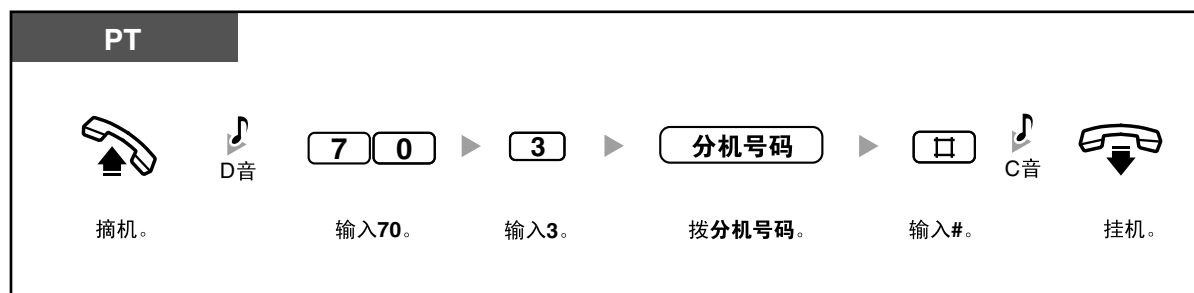 PT
D音
7 0
3
分机号码
#
C音
摘机。
输入70。
输入3。
拨分机号码。
输入#。
挂机。